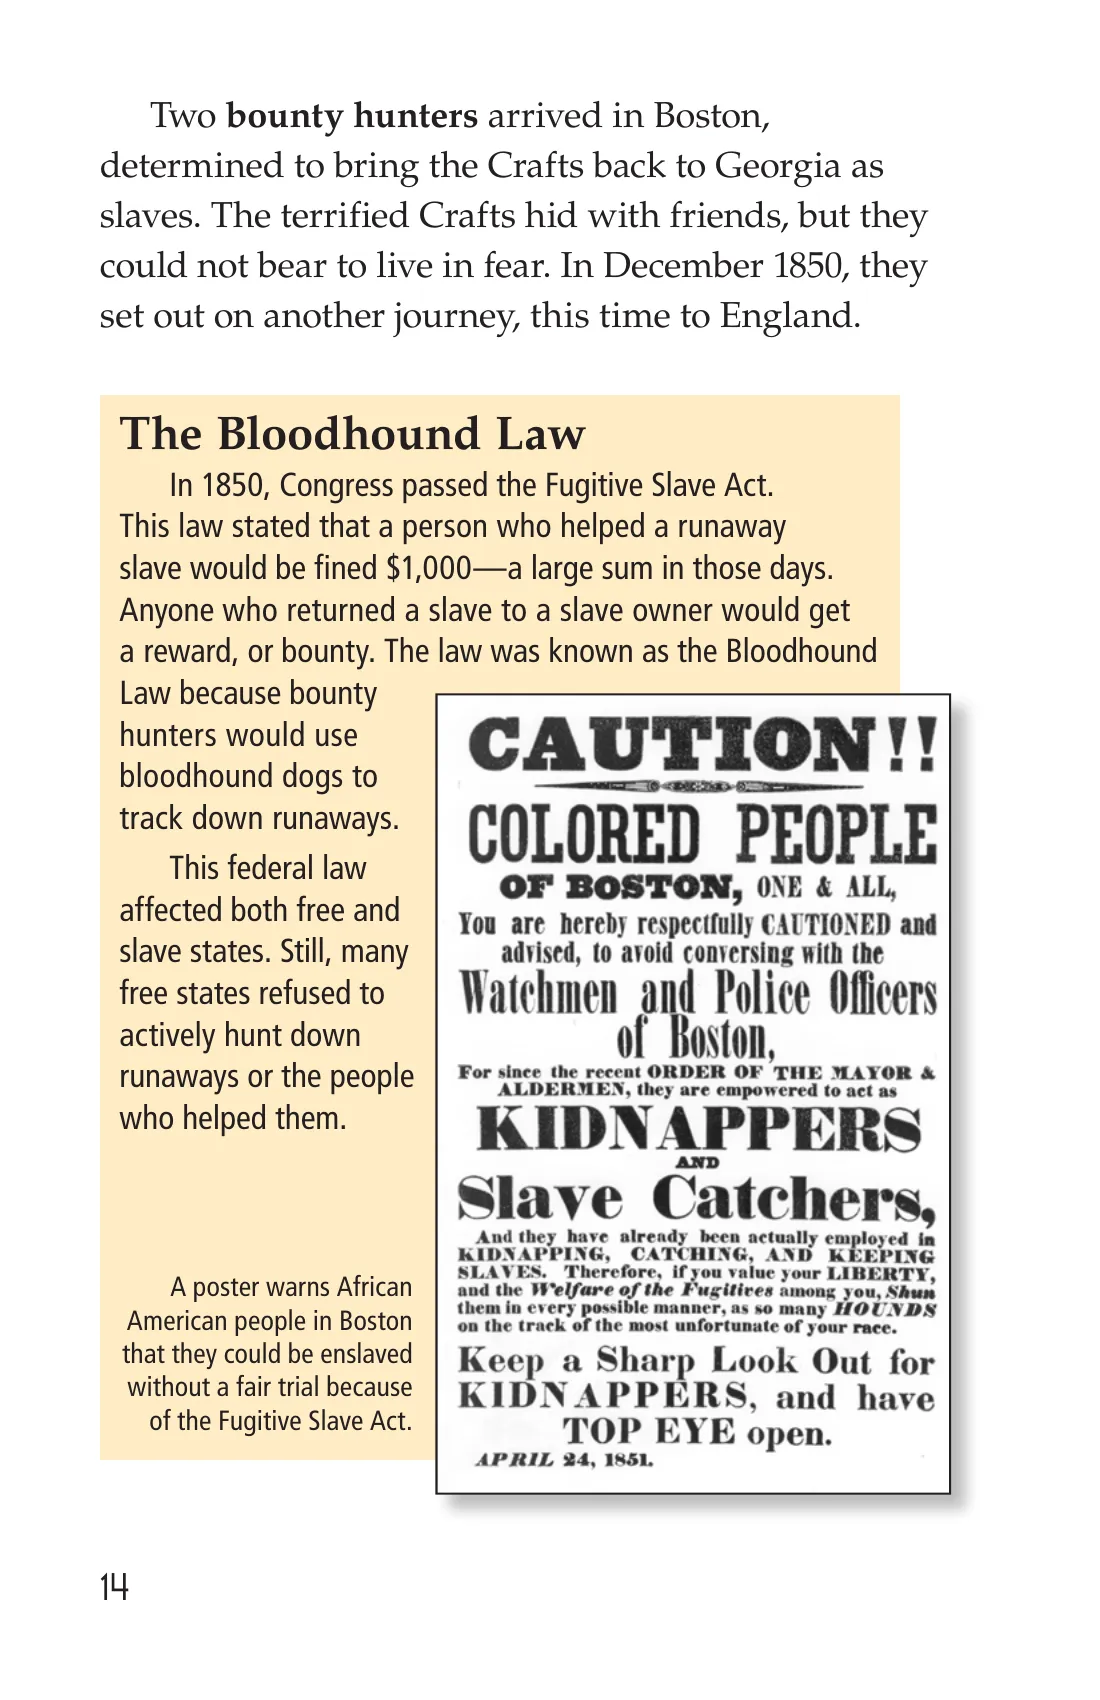 Two bounty hunters arrived in Boston,
determined to bring the Crafts back to Georgia as
slaves. The terrified Crafts hid with friends, but they
could not bear to live in fear. In December 1850, they
set out on another journey, this time to England.
The Bloodhound Law
In 1850, Congress passed the Fugitive Slave Act.
This law stated that a person who helped a runaway
slave would be fined $1,000—a large sum in those days.
Anyone who returned a slave to a slave owner would get
a reward, or bounty. The law was known as the Bloodhound
Law because bounty
hunters would use
bloodhound dogs to
track down runaways.
This federal law
affected both free and
slave states. Still, many
free states refused to
actively hunt down
runaways or the people
who helped them.
A poster warns African
American people in Boston
that they could be enslaved
without a fair trial because
of the Fugitive Slave Act.
CAUTION!!
COLORED PEOPLE
OF BOSTON, ONE & ALL,
You are hereby respectfully CAUTIONED and
advised, to avoid conversing with the
Watchmen and Police Officers
of Boston,
For since the recent ORDER OF THE MAYOR &
ALDERMEN, they are empowered to act as
KIDNAPPERS
AND
Slave Catchers,
And they have already been actually employed in
KIDNAPPING, CATCHING, AND KEEPING
SLAVES. Therefore, if you value your LIBERTY,
and the Welfare of the Fugitives among you, Shun
them in every possible manner, as so many HOUNDS
on the track of the most unfortunate of your race.
Keep a Sharp Look Out for
KIDNAPPERS, and have
TOP EYE open.
APRIL 24, 1851.
14